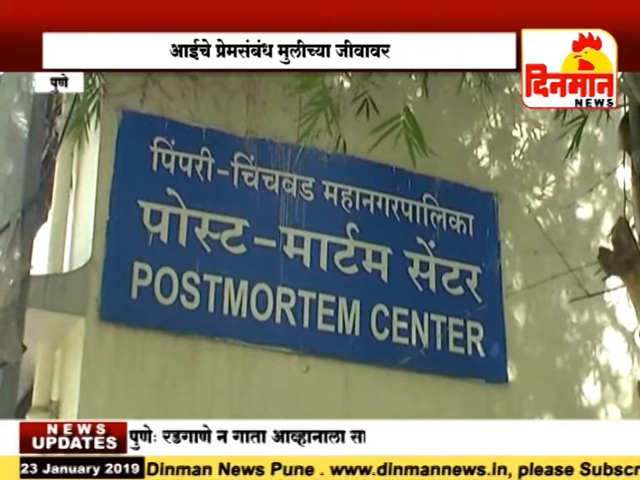 आईचे प्रेमसंबंध मुलीच्या जीवावर
पुणे
दिनमान
NEWS
पिंपरी-चिंचवड महानगरपालिका
पोस्ट-मार्टम सेंटर
POSTMORTEM CENTER
NEWS
UPDATES
पुणेः रडगाणे न गाता आव्हानाला
23 January 2019
Dinman News Pune . www.dinmannews.in, please Subscr